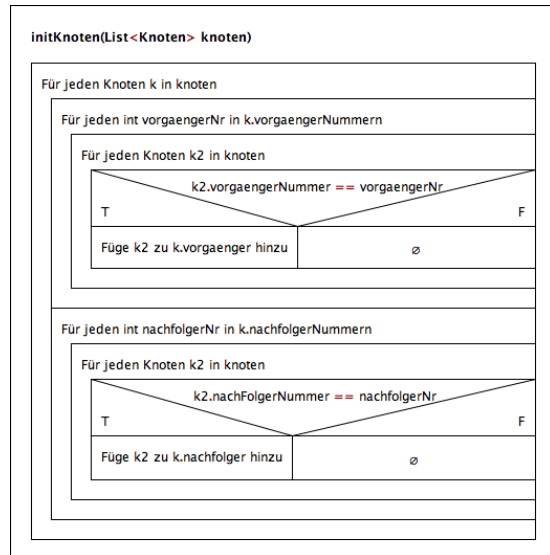 initKnoten(List<Knoten> knoten)
Für jeden Knoten k in knoten
Für jeden int vorgaengerNr in k.vorgaengerNummern
Für jeden Knoten k2 in knoten
k2.vorgaengerNummer == vorgaengerNr
T F
Füge k2 zu k.vorgaenger hinzu ∅
Für jeden int nachfolgerNr in k.nachfolgerNummern
Für jeden Knoten k2 in knoten
k2.nachFolgerNummer == nachfolgerNr
T F
Füge k2 zu k.nachfolger hinzu ∅